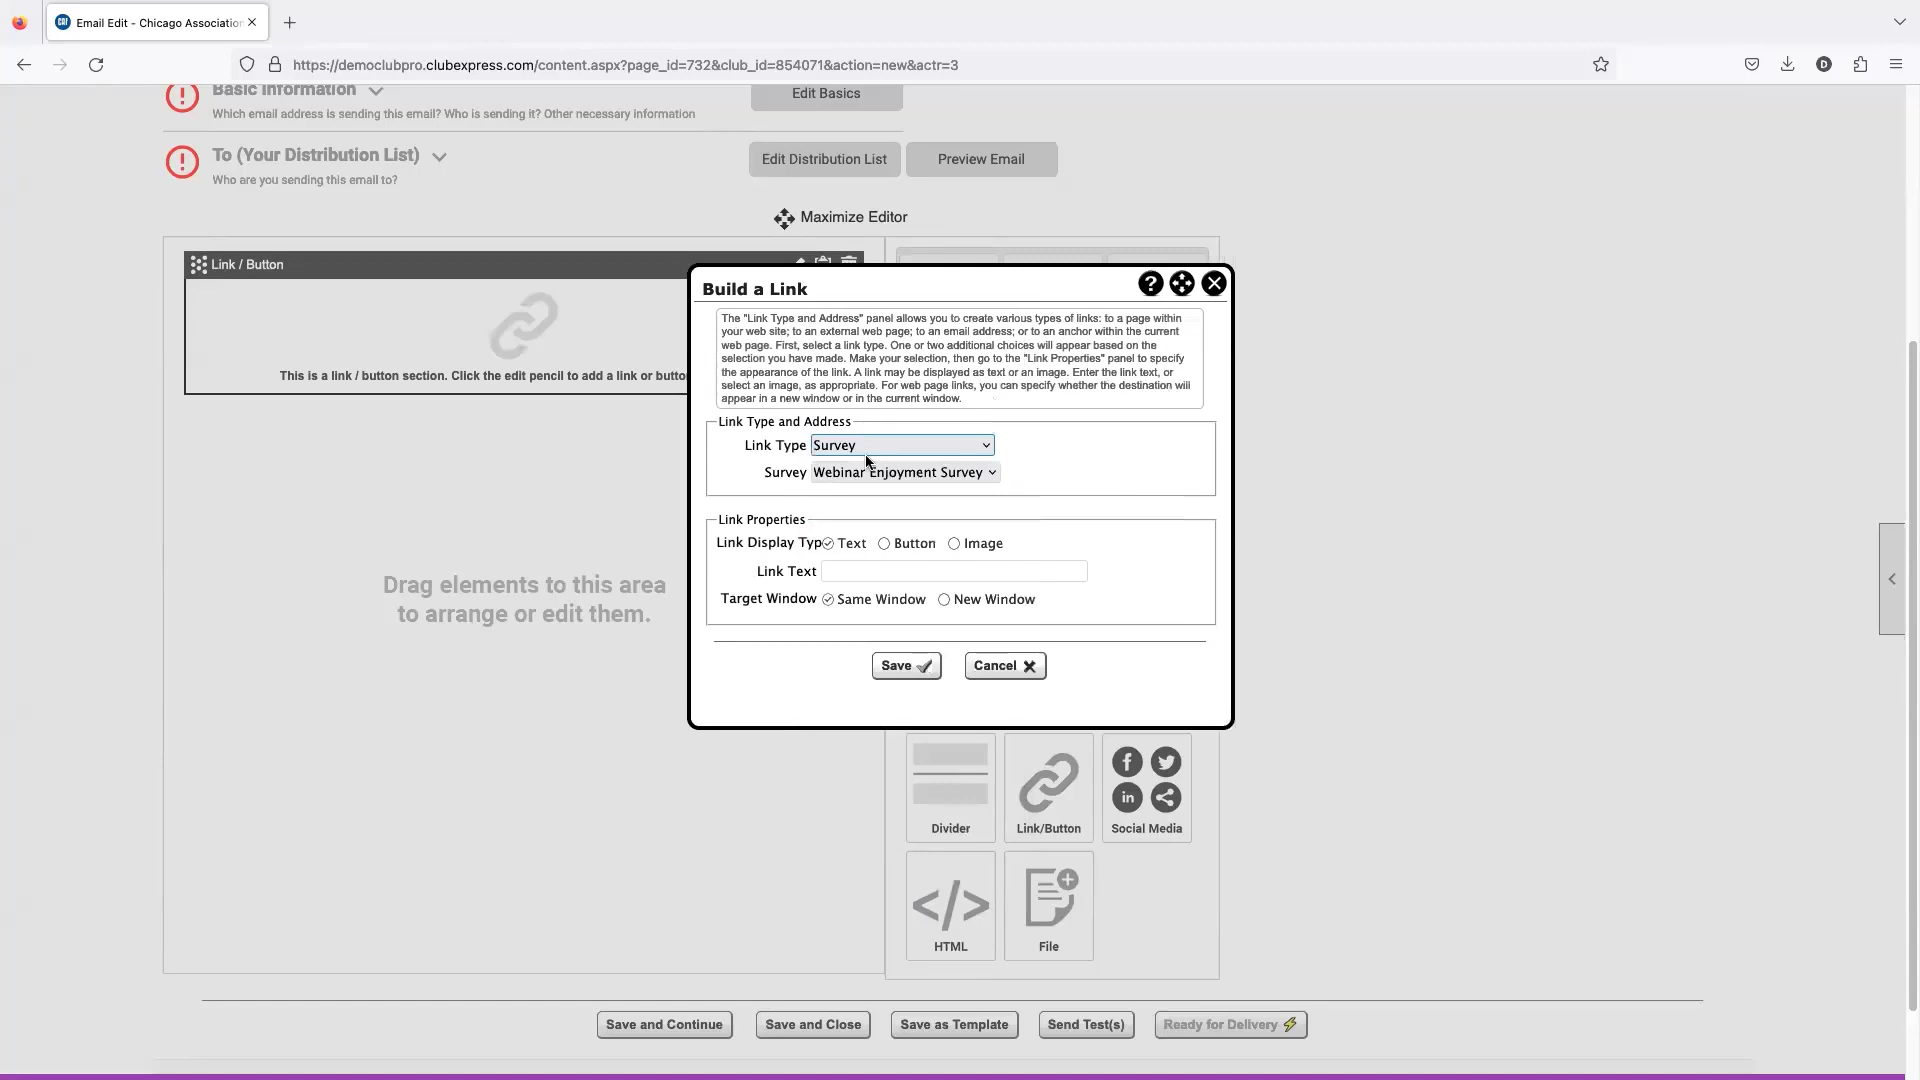 Email Edit - Chicago Association
https://democlubpro.clubexpress.com/content.aspx?page_id=732&club_id=854071&action=new&actr=3
Basic Information
Edit Basics
Which email address is sending this email? Who is sending it? Other necessary information
To (Your Distribution List)
Edit Distribution List
Preview Email
Who are you sending this email to?
Maximize Editor
Link / Button
This is a link / button section. Click the edit pencil to add a link or
Drag elements to this area
to arrange or edit them.
Build a Link
The "Link Type and Address" panel allows you to create various types of links: to a page within
your web site; to an external web page; to an email address; or to an anchor within the current
web page. First, select a link type. One or two additional choices will appear based on the
selection you have made. Make your selection, then go to the "Link Properties" panel to specify
the appearance of the link. A link may be displayed as text or an image. Enter the link text, or
select an image, as appropriate. For web page links, you can specify whether the destination will
appear in a new window or in the current window.
Link Type and Address
Link Type Survey
Survey Webinar Enjoyment Survey
Link Properties
Link Display Typ Text Button Image
Link Text
Target Window Same Window New Window
Save
Cancel
Divider
Link/Button
Social Media
HTML
File
Save and Continue
Save and Close
Save as Template
Send Test(s)
Ready for Delivery